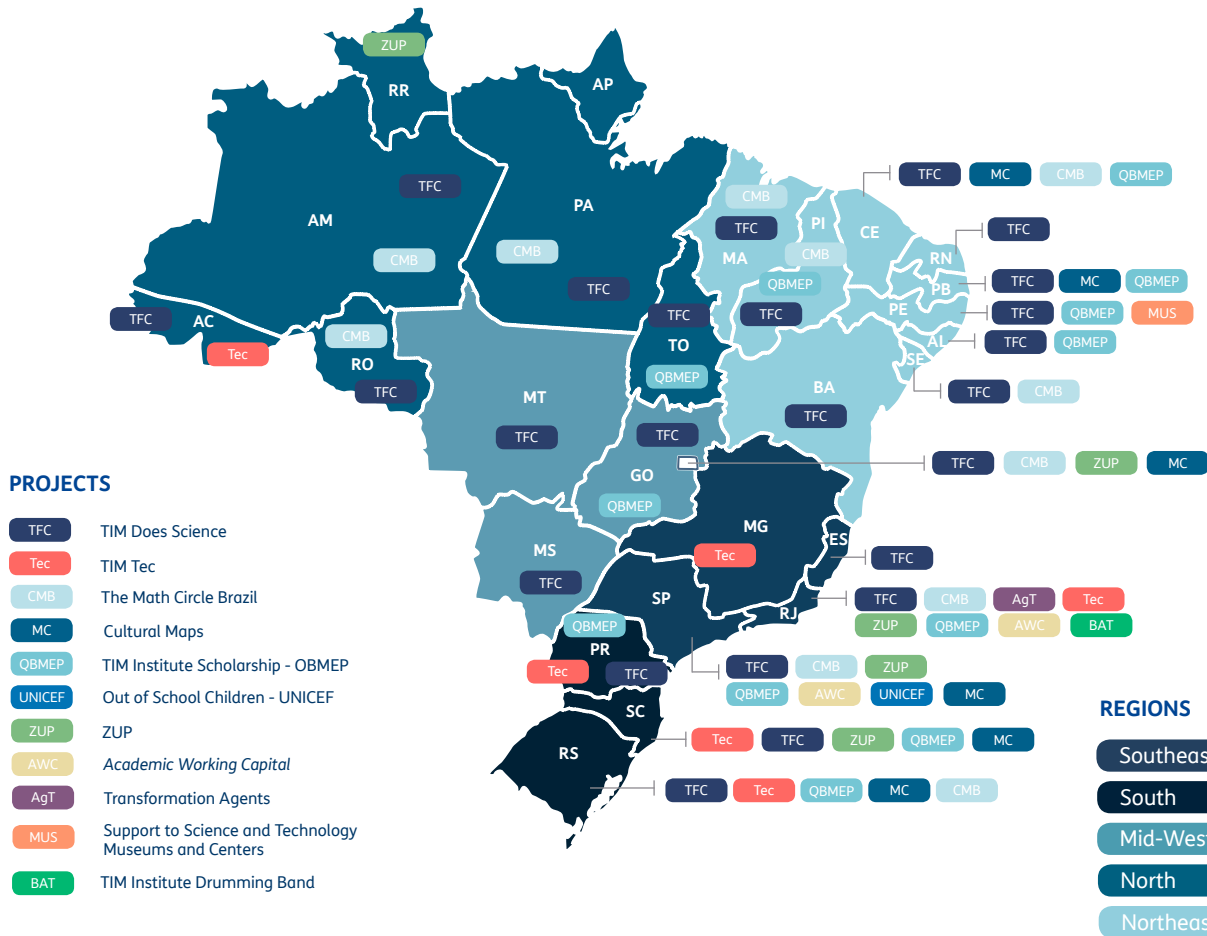 ZUP
RR
AP
TFC
AM
CMB
PA
CMB
TFC
TFC
AC
Tec
CMB
RO
TFC
CMB
TFC
MA
PI
CMB
QBMEP
TFC
CE
TFC MC CMB QBMEP
RN
TFC
PB
TFC MC QBMEP
PE
TFC QBMEP MUS
AL
TFC QBMEP
SE
TFC CMB
TFC
TO
QBMEP
BA
TFC
MT
TFC
TFC
GO
QBMEP
TFC CMB ZUP MC
MG
Tec
ES
TFC
MS
TFC
SP
RJ
TFC CMB AgT Tec
ZUP QBMEP AWC BAT
QBMEP
PR
Tec
TFC
TFC CMB ZUP
QBMEP AWC UNICEF MC
SC
Tec TFC ZUP QBMEP MC
RS
TFC Tec QBMEP MC CMB
PROJECTS
TFC TIM Does Science
Tec TIM Tec
CMB The Math Circle Brazil
MC Cultural Maps
QBMEP TIM Institute Scholarship - OBMEP
UNICEF Out of School Children - UNICEF
ZUP ZUP
AWC Academic Working Capital
AgT Transformation Agents
MUS Support to Science and Technology
Museums and Centers
BAT TIM Institute Drumming Band
REGIONS
Southeas
South
Mid-West
North
Northeas